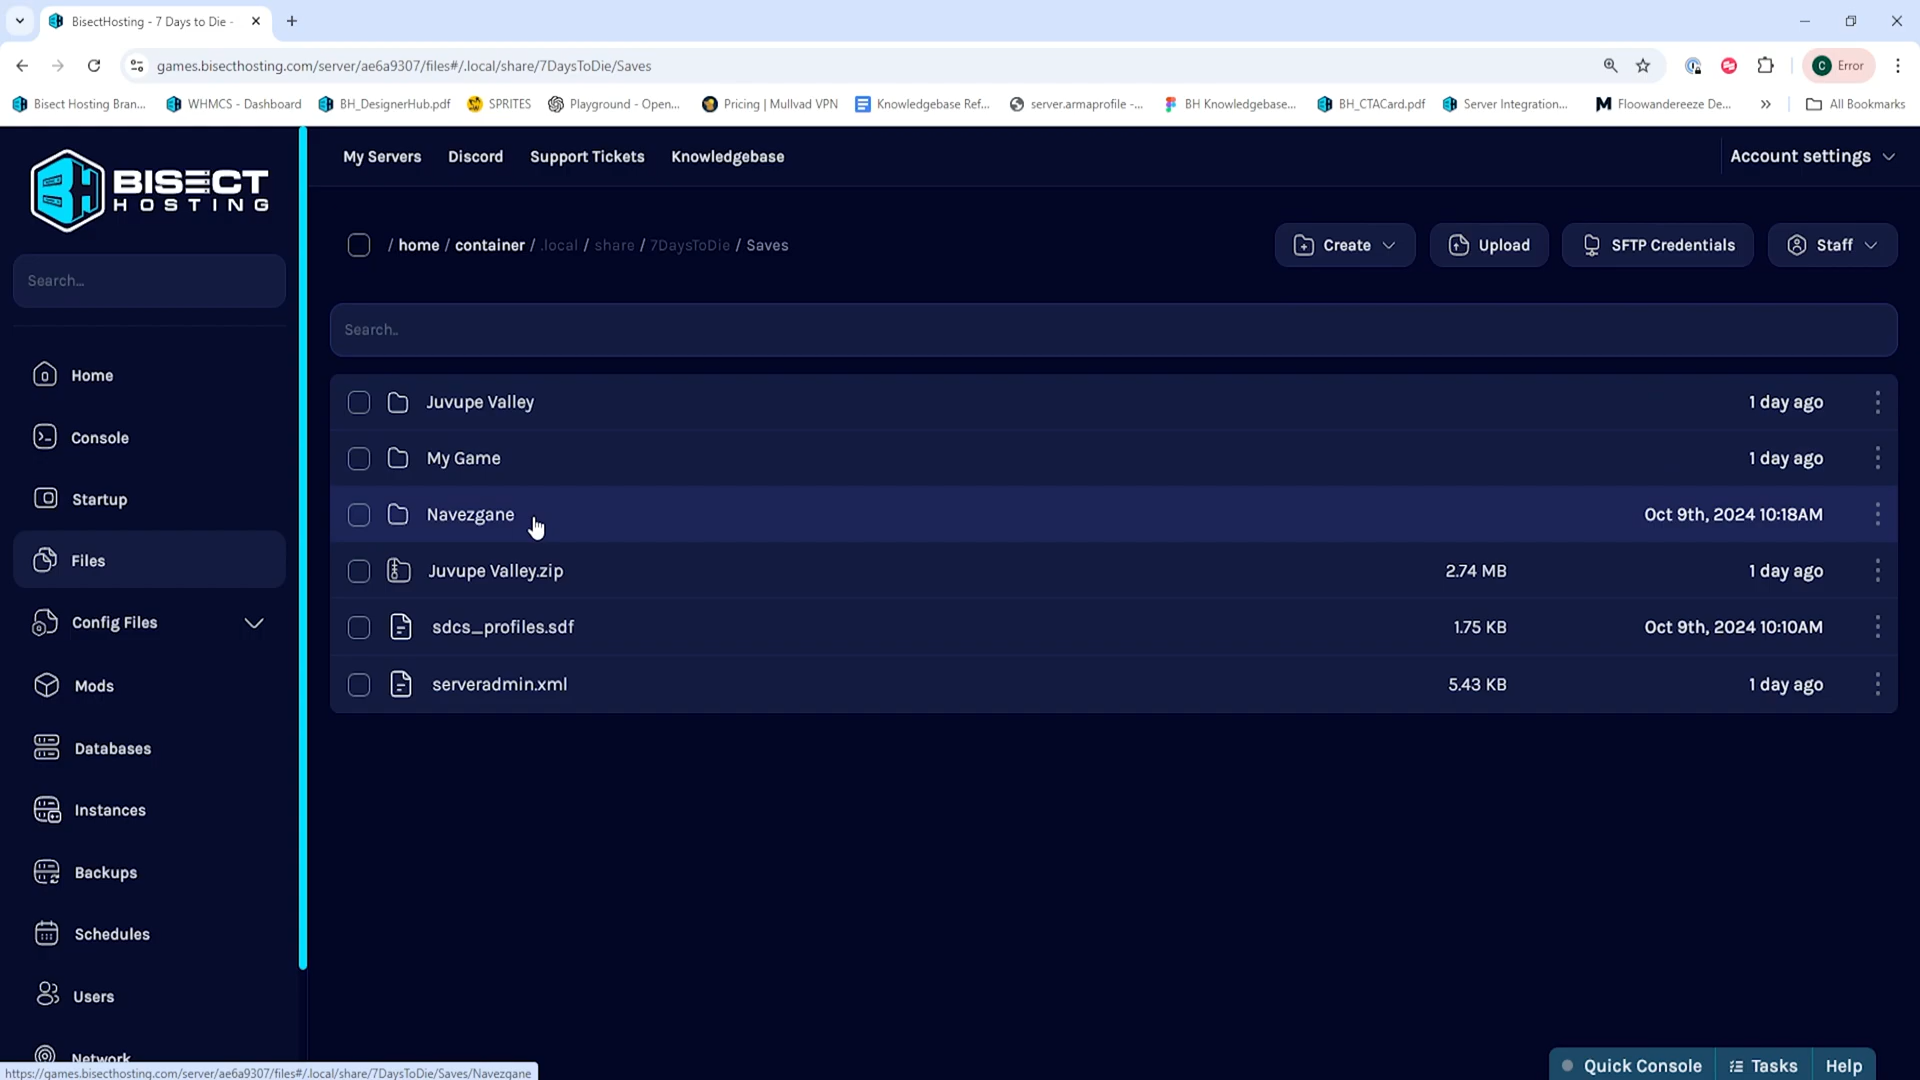 BisectHosting - 7 Days to Die -
games.bisecthosting.com/server/ae6a9307/files#/.local/share/7DaysToDie/Saves
C Error
Bisect Hosting Bran... WHMCS - Dashboard BH_DesignerHub.pdf SPRITES Playground - Open... Pricing | Mullvad VPN Knowledgebase Ref... server.armaprofile -... BH Knowledgebase... BH_CTACard.pdf Server Integration... Floowandereeze De... » All Bookmarks
BISECT
HOSTING
My Servers Discord Support Tickets Knowledgebase Account settings
/ home / container / .local / share / 7DaysToDie / Saves
Create Upload SFTP Credentials Staff
Search...
Search..
Home
Console
Startup
Files
Config Files
Mods
Databases
Instances
Backups
Schedules
Users
Network
Juvupe Valley 1 day ago
My Game 1 day ago
Navezgane Oct 9th, 2024 10:18AM
Juvupe Valley.zip 2.74 MB 1 day ago
sdcs_profiles.sdf 1.75 KB Oct 9th, 2024 10:10AM
serveradmin.xml 5.43 KB 1 day ago
https://games.bisecthosting.com/server/ae6a9307/files#/.local/share/7DaysToDie/Saves/Navezgane
Quick Console Tasks Help